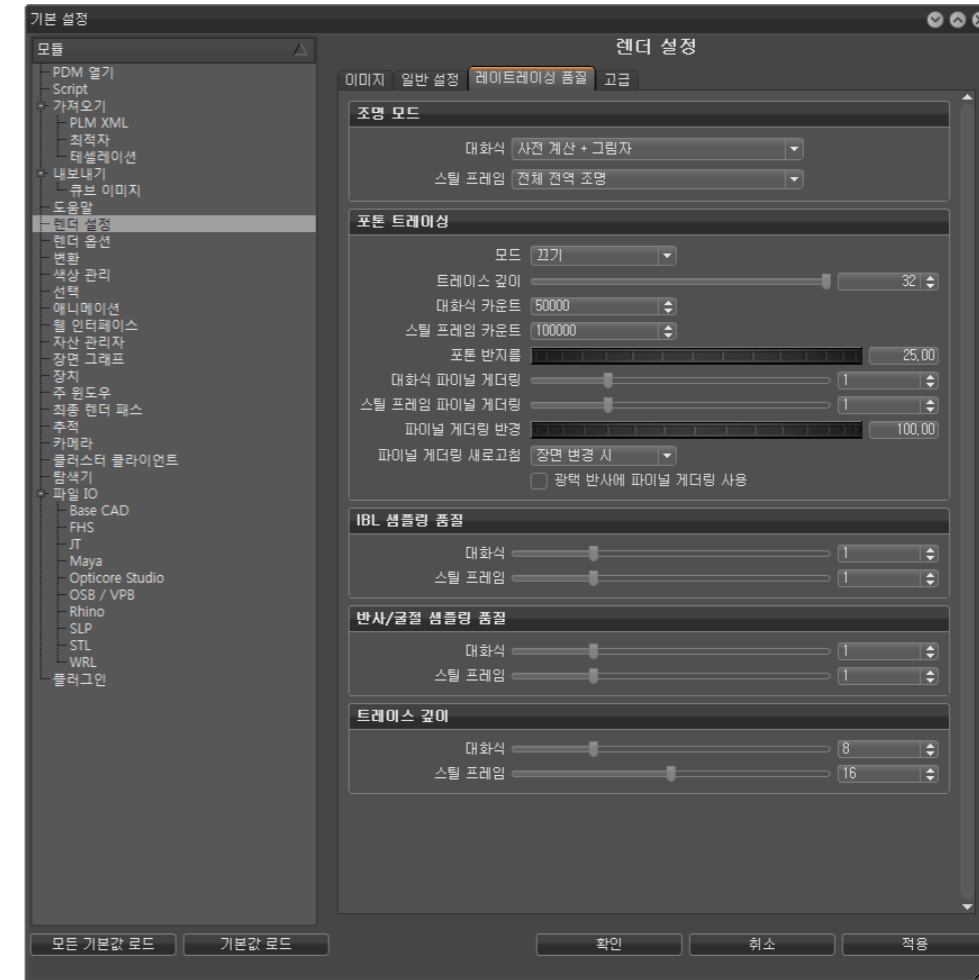 기본 설정
모듈
PDM 열기
Script
가져오기
PLM XML
최적자
테셀레이션
내보내기
큐브 이미지
도움말
렌더 설정
렌더 옵션
변환
색상 관리
선택
애니메이션
웹 인터페이스
자산 관리자
장면 그래프
장치
주 윈도우
최종 렌더 패스
추적
카메라
클러스터 클라이언트
탐색기
파일 IO
Base CAD
FHS
JT
Maya
Opticore Studio
OSB / VPB
Rhino
SLP
STL
WRL
플러그인
렌더 설정
이미지 일반 설정 레이트레이싱 품질 고급
조명 모드
대화식 사전 계산 + 그림자
스틸 프레임 전체 전역 조명
포톤 트레이싱
모드 끄기
트레이스 깊이 32
대화식 카운트 50000
스틸 프레임 카운트 100000
포톤 반지름 25,00
대화식 파이널 게더링 1
스틸 프레임 파이널 게더링 1
파이널 게더링 반경 100,00
파이널 게더링 새로고침 장면 변경 시
광택 반사에 파이널 게더링 사용
IBL 샘플링 품질
대화식 1
스틸 프레임 1
반사/굴절 샘플링 품질
대화식 1
스틸 프레임 1
트레이스 깊이
대화식 8
스틸 프레임 16
모든 기본값 로드 기본값 로드 확인 취소 적용